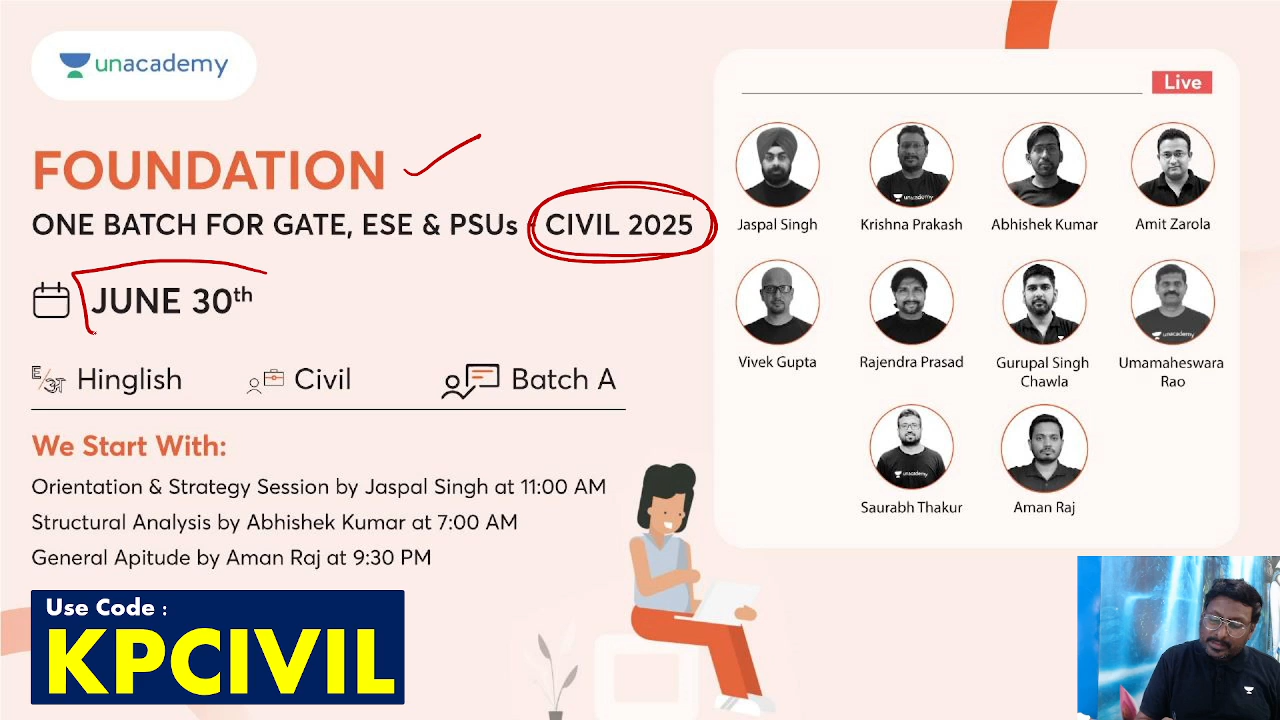 unacademy
FOUNDATION
ONE BATCH FOR GATE, ESE & PSUs - CIVIL 2025
JUNE 30th
E/अ Hinglish
Civil
Batch A
We Start With:
Orientation & Strategy Session by Jaspal Singh at 11:00 AM
Structural Analysis by Abhishek Kumar at 7:00 AM
General Apitude by Aman Raj at 9:30 PM
Use Code :
KPCIVIL
Live
Jaspal Singh
Krishna Prakash
Abhishek Kumar
Amit Zarola
Vivek Gupta
Rajendra Prasad
Gurupal Singh
Chawla
Umamaheswara
Rao
Saurabh Thakur
Aman Raj
unacademy
unacademy
unacademy